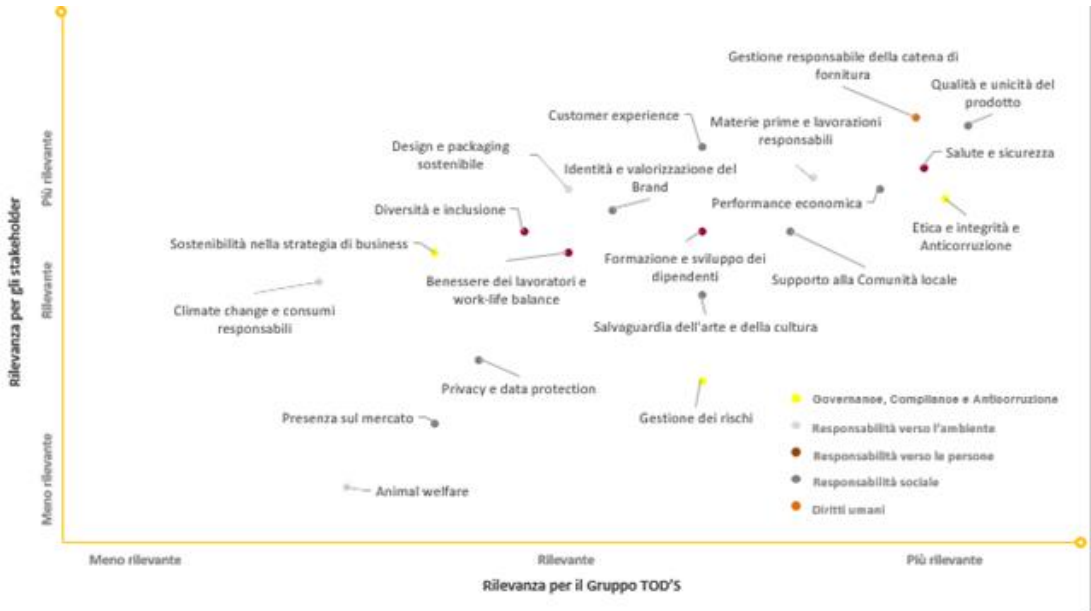 Gestione responsabile della catena di
fornitura
Qualità e unicità del
prodotto
Customer experience
Materie prime e lavorazioni
responsabili
Design e packaging
sostenibile
Identità e valorizzazione del
Brand
Salute e sicurezza
Diversità e inclusione
Performance economica
Etica e integrità e
Anticorruzione
Sostenibilità nella strategia di business
Benessere dei lavoratori e
work-life balance
Formazione e sviluppo dei
dipendenti
Supporto alla Comunità locale
Climate change e consumi
responsabili
Salvaguardia dell'arte e della cultura
Privacy e data protection
Presenza sul mercato
Gestione dei rischi
Animal welfare
Governance, Compliance e Anticorruzione
Responsabilità verso l'ambiente
Responsabilità verso le persone
Responsabilità sociale
Diritti umani
Rilevanza per gli stakeholder
Più rilevante
Rilevante
Meno rilevante
Meno rilevante
Rilevante
Più rilevante
Rilevanza per il Gruppo TOD'S